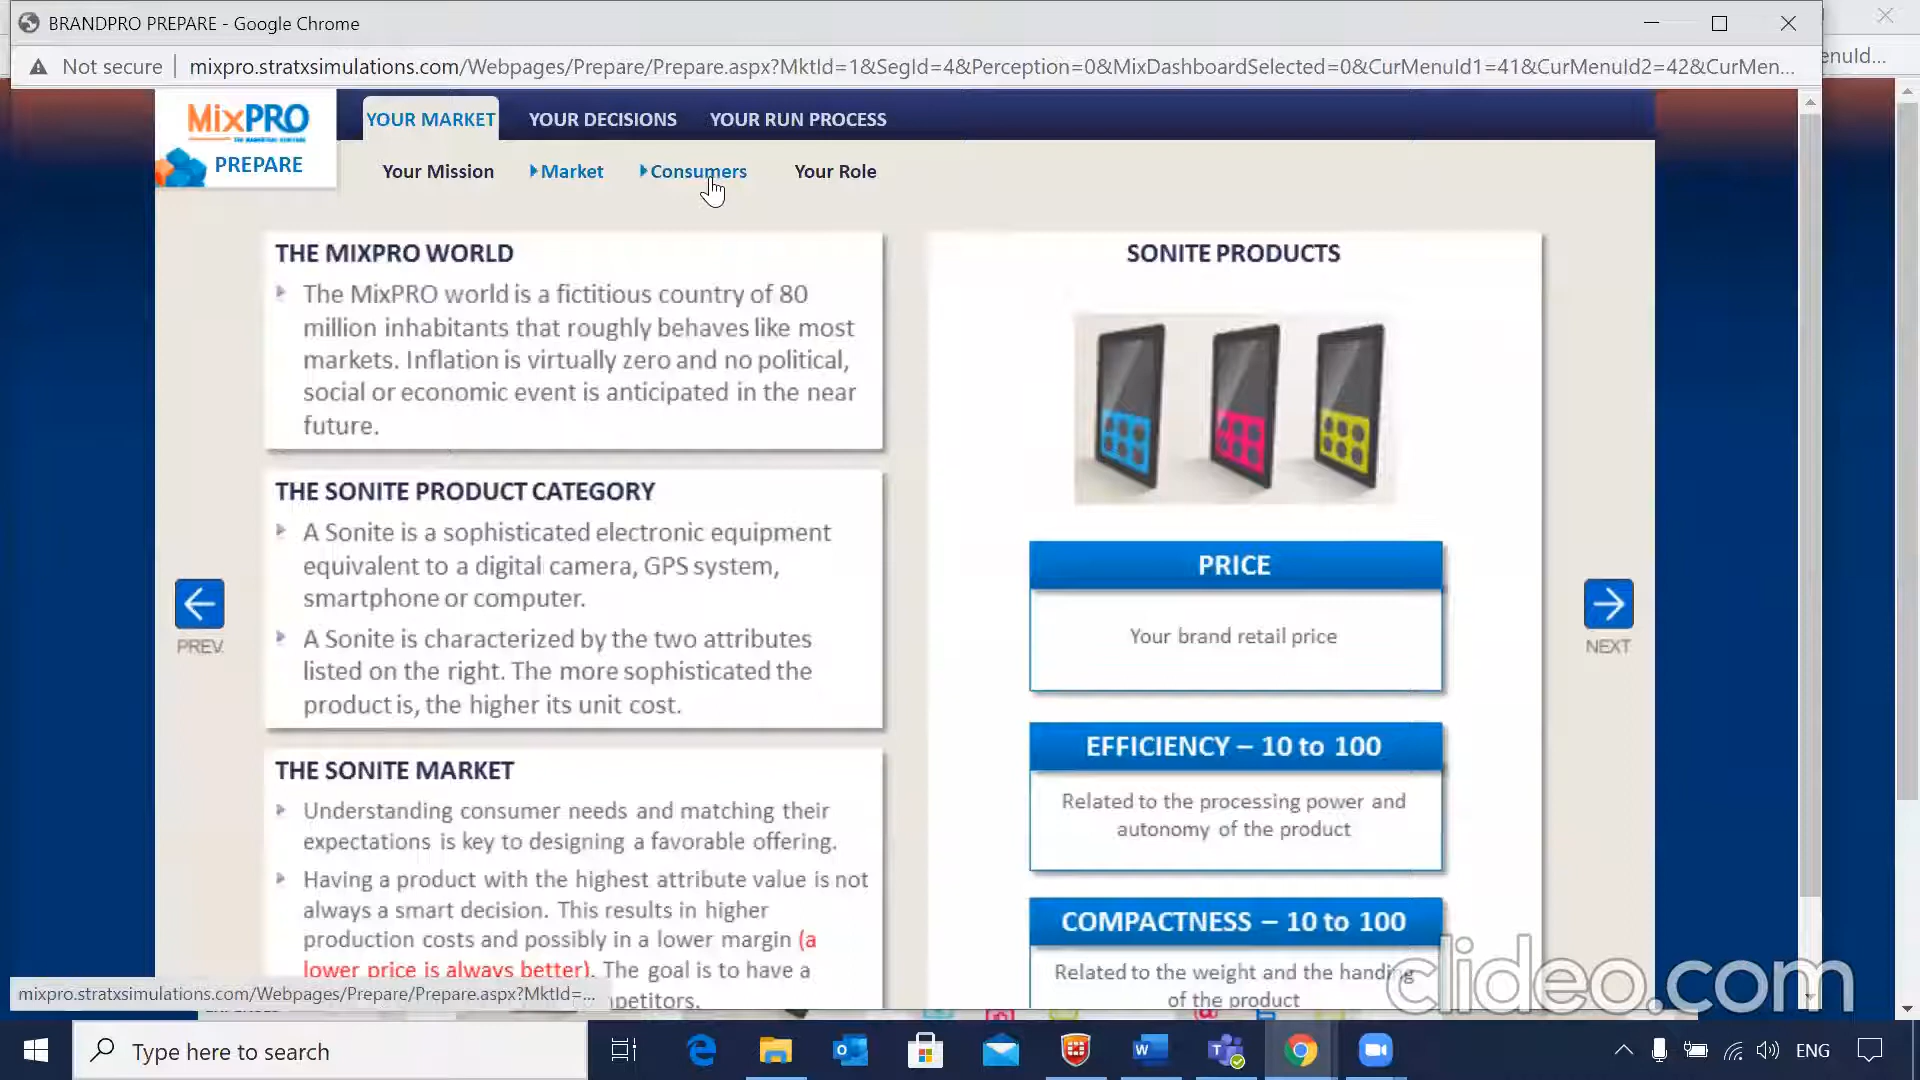 BRANDPRO PREPARE - Google Chrome
Not secure mixpro.stratxsimulations.com/Webpages/Prepare/Prepare.aspx?MktId=1&SegId=4&Perception=0&MixDashboardSelected=0&CurMenuId1=41&CurMenuId2=42&CurMen...
enuId...
MixPRO
PREPARE
YOUR MARKET YOUR DECISIONS YOUR RUN PROCESS
Your Mission Market Consumers Your Role
THE MIXPRO WORLD
The MixPRO world is a fictitious country of 80
million inhabitants that roughly behaves like most
markets. Inflation is virtually zero and no political,
social or economic event is anticipated in the near
future.
THE SONITE PRODUCT CATEGORY
A Sonite is a sophisticated electronic equipment
equivalent to a digital camera, GPS system,
smartphone or computer.
A Sonite is characterized by the two attributes
listed on the right. The more sophisticated the
product is, the higher its unit cost.
THE SONITE MARKET
Understanding consumer needs and matching their
expectations is key to designing a favorable offering.
Having a product with the highest attribute value is not
always a smart decision. This results in higher
production costs and possibly in a lower margin (a
lower price is always better). The goal is to have a
SONITE PRODUCTS
PRICE
Your brand retail price
EFFICIENCY – 10 to 100
Related to the processing power and
autonomy of the product
COMPACTNESS – 10 to 100
Related to the weight and the handing
of the product
PREV.
NEXT
mixpro.stratxsimulations.com/Webpages/Prepare/Prepare.aspx?MktId=...
clideo.com
Type here to search
ENG